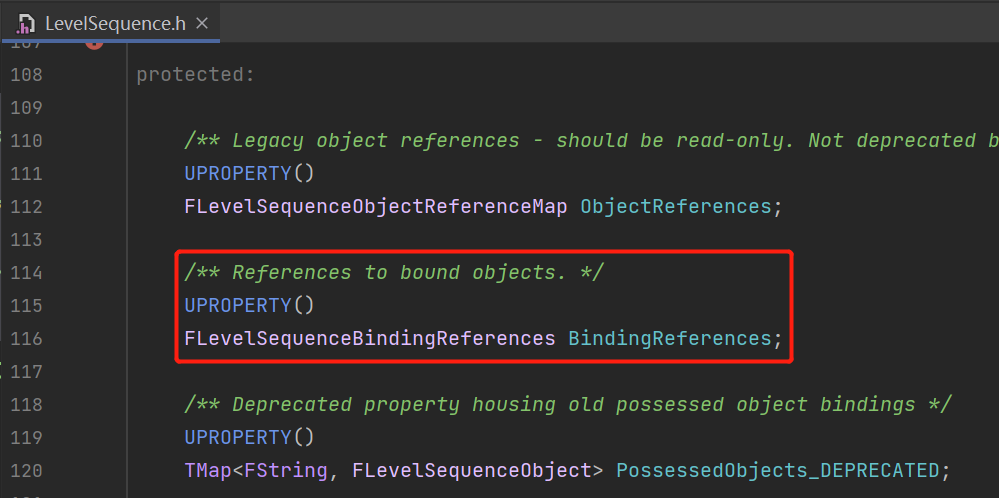 LevelSequence.h
108 protected:
109
110 /** Legacy object references - should be read-only. Not deprecated b
111 UPROPERTY()
112 FLevelSequenceObjectReferenceMap ObjectReferences;
113
114 /** References to bound objects. */
115 UPROPERTY()
116 FLevelSequenceBindingReferences BindingReferences;
117
118 /** Deprecated property housing old possessed object bindings */
119 UPROPERTY()
120 TMap<FString, FLevelSequenceObject> PossessedObjects_DEPRECATED;